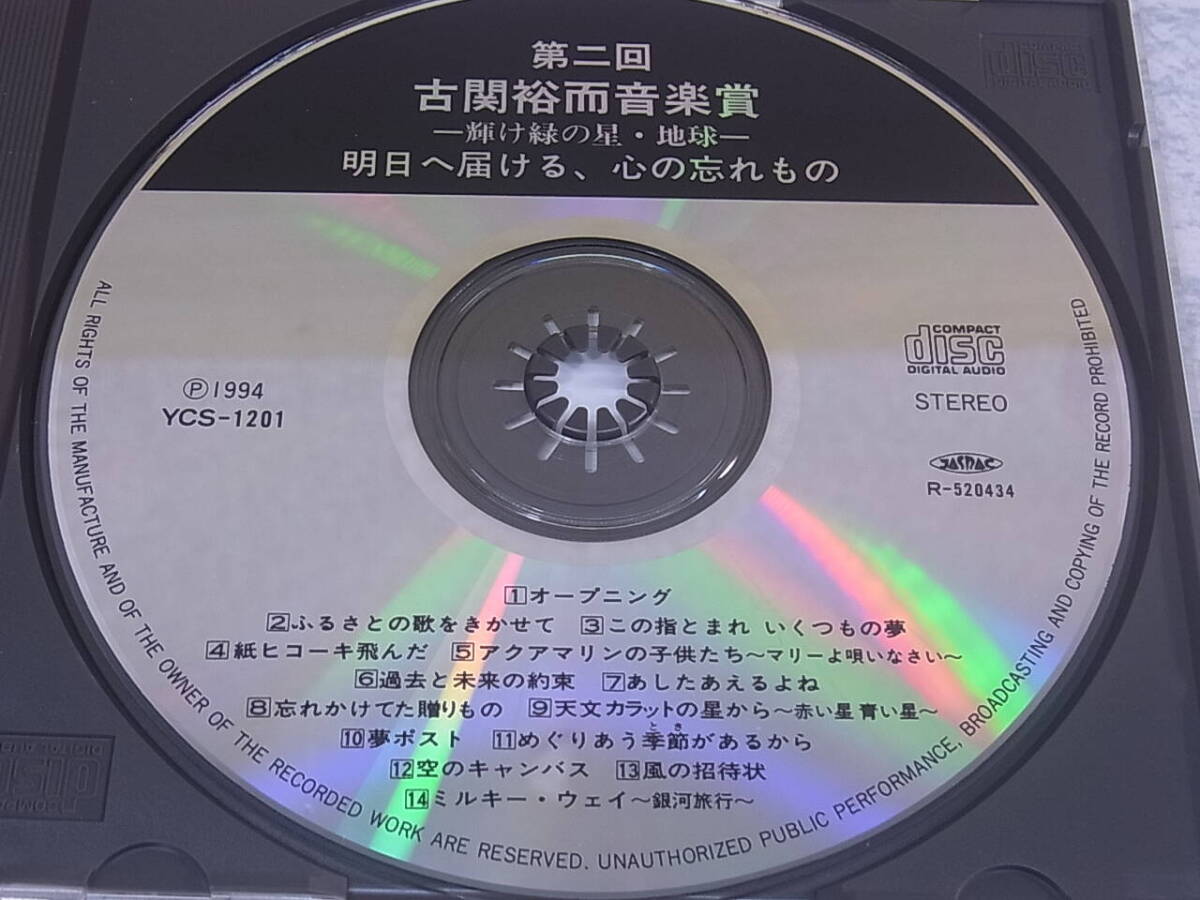 第二回
古関裕而音楽賞
―輝け緑の星・地球―
明日へ届ける、心の忘れもの
COMPACT
disc
DIGITAL AUDIO
STEREO
JASRAC
R-520434
Ⓟ1994
YCS-1201
1オープニング
2ふるさとの歌をきかせて 3この指とまれ いくつもの夢
4紙ヒコーキ飛んだ 5アクアマリンの子供たち～マリーよ唄いなさい～
6過去と未来の約束 7あしたあえるよね
8忘れかけてた贈りもの 9天文カラットの星から～赤い星 青い星～
10夢ポスト 11めぐりあう季節があるから
とき
12空のキャンバス 13風の招待状
14ミルキー・ウェイ～銀河旅行～
ALL RIGHTS OF THE MANUFACTURE AND OF THE OWNER OF THE RECORDED WORK ARE RESERVED. UNAUTHORIZED PUBLIC PERFORMANCE, BROADCASTING AND COPYING OF THE RECORD PROHIBITED
COMPACT
disc
DIGITAL AUDIO